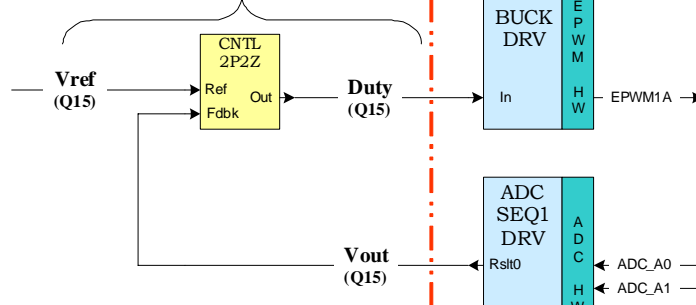 CNTL
2P2Z
Vref
(Q15)
Ref
Fdbk
Out
Duty
(Q15)
BUCK
DRV
In
E
P
W
M
H
W
EPWM1A
Vout
(Q15)
ADC
SEQ1
DRV
Rslt0
A
D
C
H
W
ADC_A0
ADC_A1